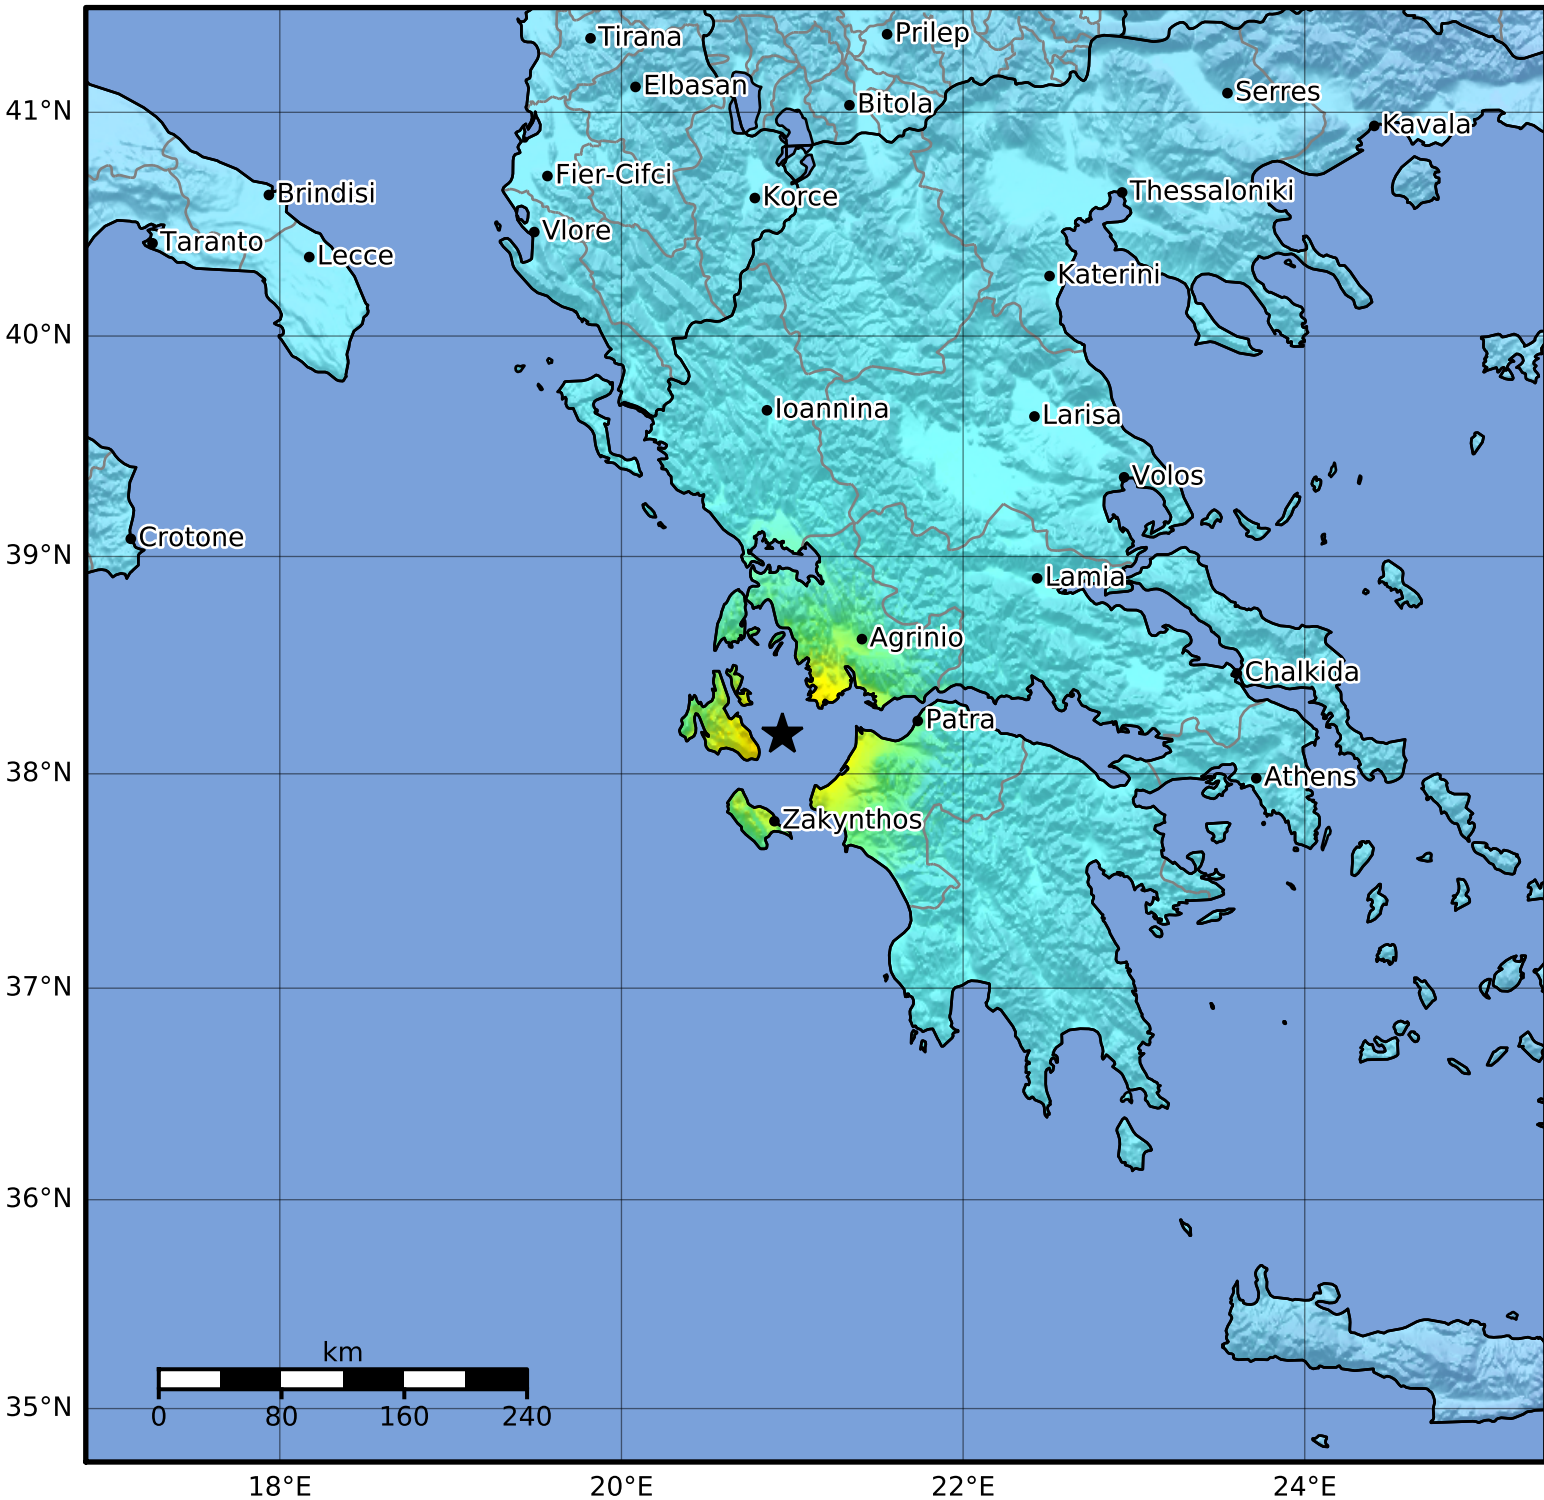 Tirana
Prilep
Elbasan
Serres
Bitola
41°N
Kavala
Fier-Cifci
Brindisi
Korce
Thessaloniki
Vlore
Taranto
Lecce
Katerini
40°N
Ioannina
Larisa
Volos
Crotone
39°N
Lamia
Agrinio
Chalkida
Patra
38°N
Athens
Zakynthos
37°N
36°N
km
35°N
0 80 160 240
18°E 20°E 22°E 24°E